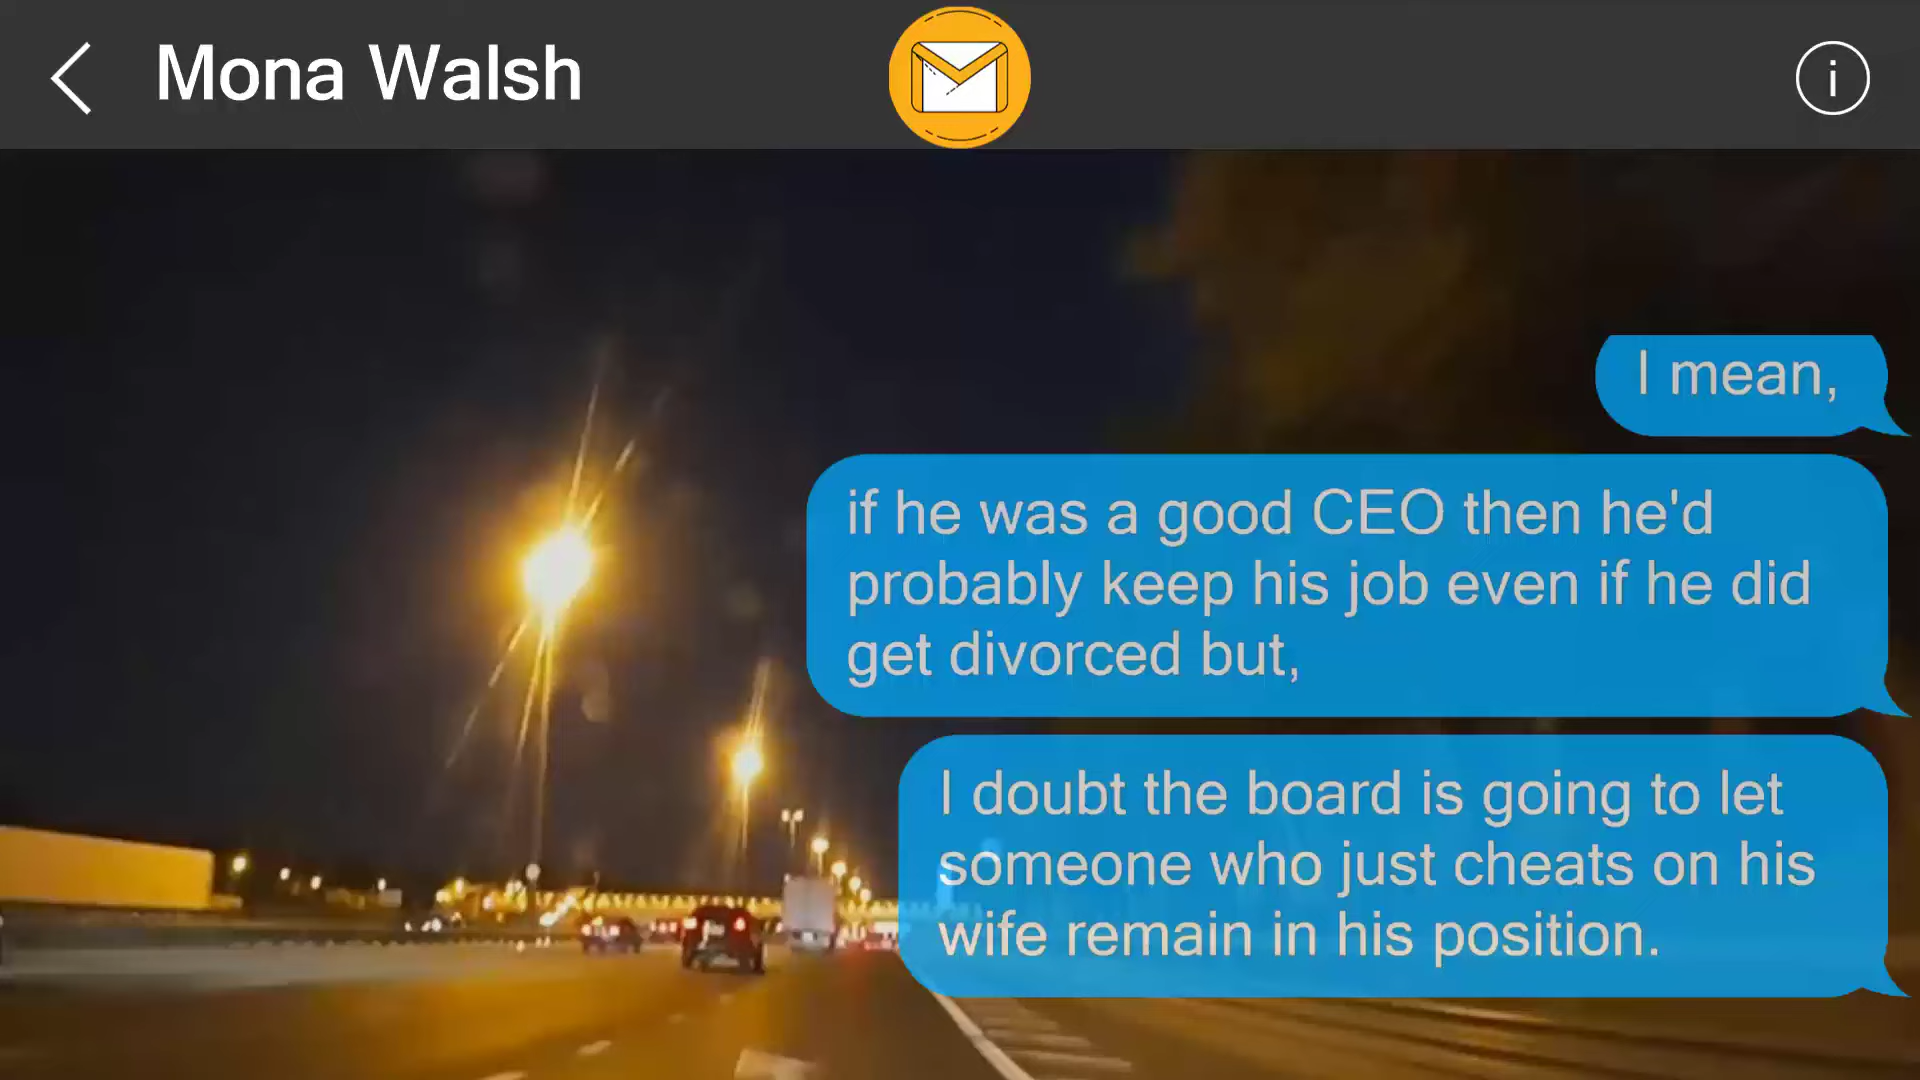 Mona Walsh
i
I mean,
if he was a good CEO then he'd
probably keep his job even if he did
get divorced but,
I doubt the board is going to let
someone who just cheats on his
wife remain in his position.